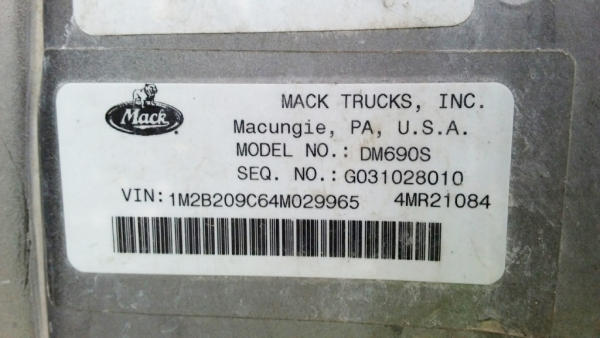 Mack
MACK TRUCKS, INC.
Macungie, PA, U.S.A.
MODEL NO.: DM690S
SEQ. NO.: G031028010
VIN: 1M2B209C64M029965 4MR21084